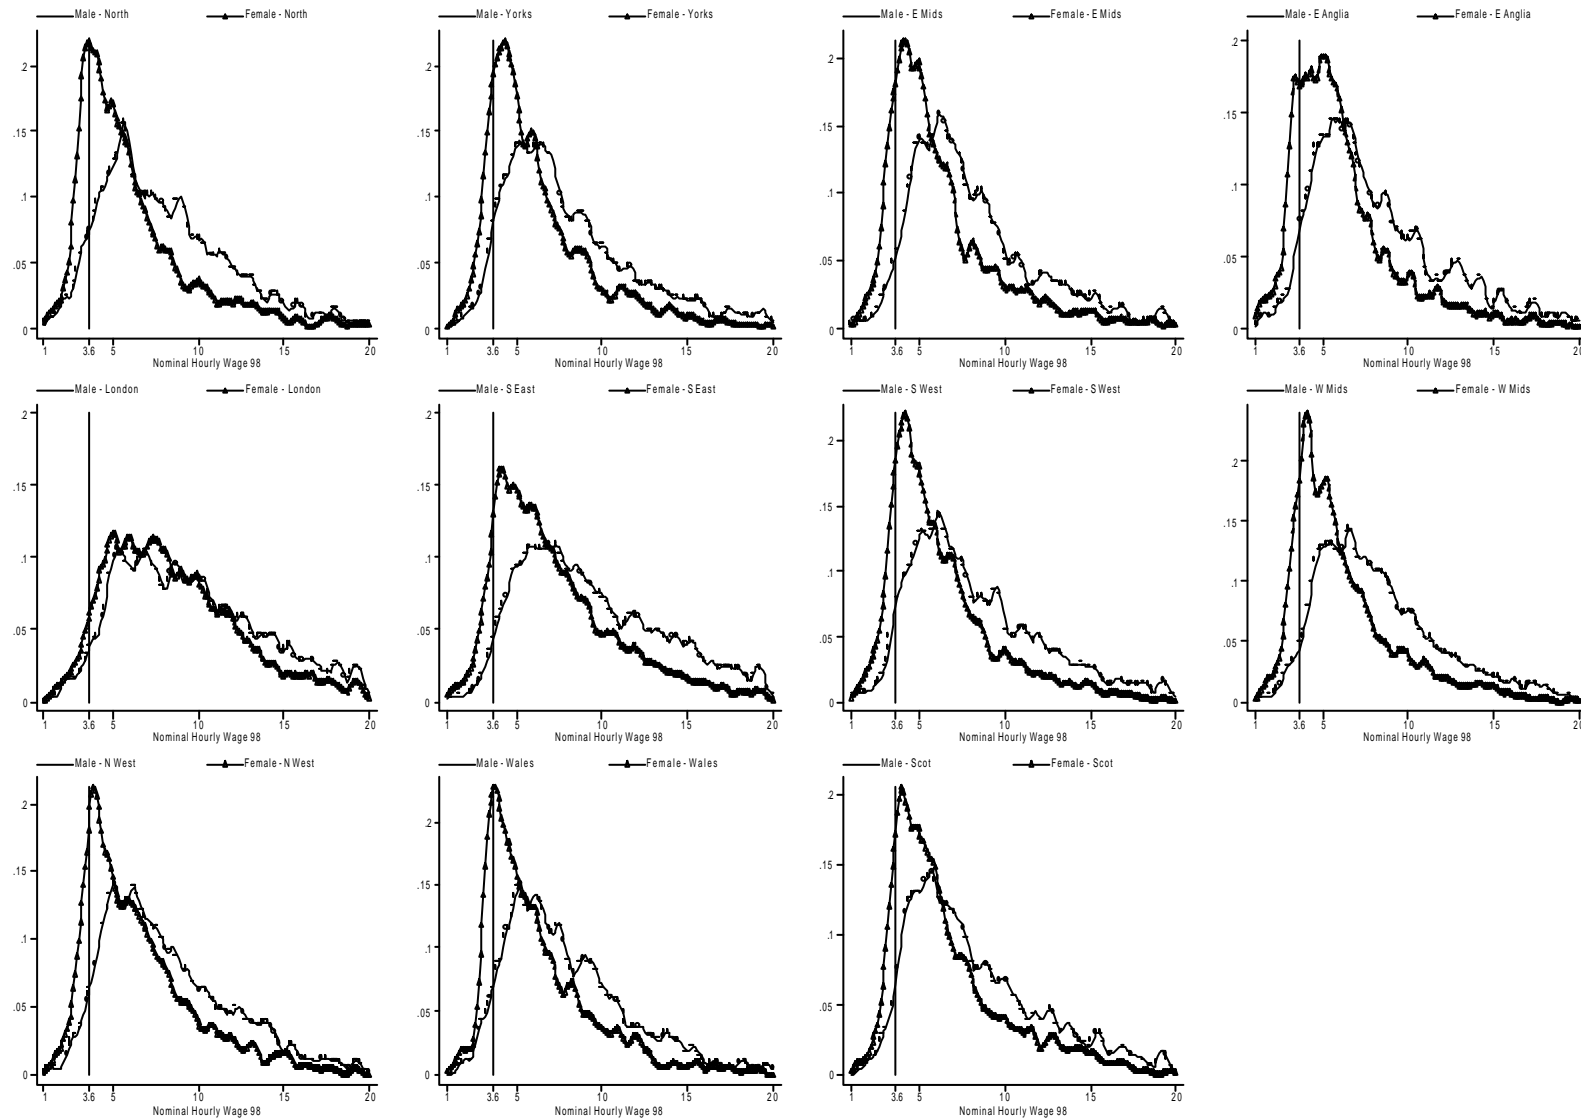 Male - North Female - North
.2
.15
.1
.05
0
1 3.6 5 10 15 20
Nominal Hourly Wage 98
Male - Yorks Female - Yorks
.2
.15
.1
.05
0
1 3.6 5 10 15 20
Nominal Hourly Wage 98
Male - E Mids Female - E Mids
.2
.15
.1
.05
0
1 3.6 5 10 15 20
Nominal Hourly Wage 98
Male - E Anglia Female - E Anglia
.2
.15
.1
.05
0
1 3.6 5 10 15 20
Nominal Hourly Wage 98
Male - London Female - London
.2
.15
.1
.05
0
1 3.6 5 10 15 20
Nominal Hourly Wage 98
Male - S East Female - S East
.2
.15
.1
.05
0
1 3.6 5 10 15 20
Nominal Hourly Wage 98
Male - S West Female - S West
.2
.15
.1
.05
0
1 3.6 5 10 15 20
Nominal Hourly Wage 98
Male - W Mids Female - W Mids
.2
.15
.1
.05
0
1 3.6 5 10 15 20
Nominal Hourly Wage 98
Male - N West Female - N West
.2
.15
.1
.05
0
1 3.6 5 10 15 20
Nominal Hourly Wage 98
Male - Wales Female - Wales
.2
.15
.1
.05
0
1 3.6 5 10 15 20
Nominal Hourly Wage 98
Male - Scot Female - Scot
.2
.15
.1
.05
0
1 3.6 5 10 15 20
Nominal Hourly Wage 98